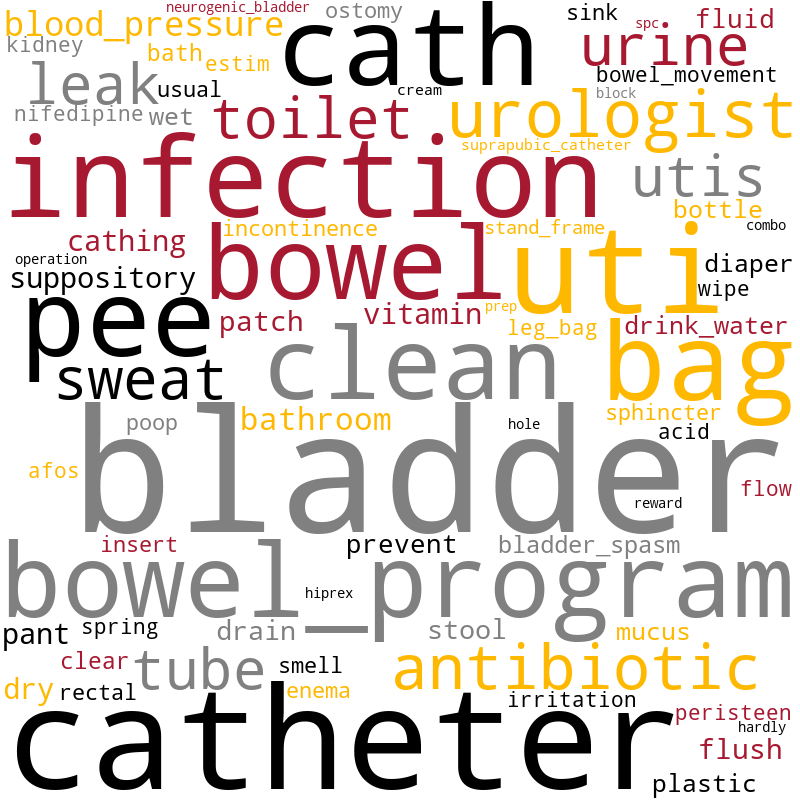 neurogenic_bladder
ostomy
sink
spc
fluid
blood_pressure
cath
urine
kidney
bath
estim
leak
usual
cream
bowel_movement
block
nifedipine
wet
toilet
urologist
suprapubic_catheter
infection
utis
bottle
cathing
incontinence
stand_frame
combo
operation
suppository
bowel
uti
diaper
wipe
pee
patch
vitamin
prep
leg_bag
drink_water
sweat
clean
bag
poop
bathroom
hole
sphincter
acid
bladder
afos
reward
flow
insert
prevent
bladder_spasm
bowel_program
hiprex
pant
spring
drain
stool
mucus
clear
tube
smell
antibiotic
dry
rectal
enema
irritation
catheter
peristeen
hardly
flush
plastic